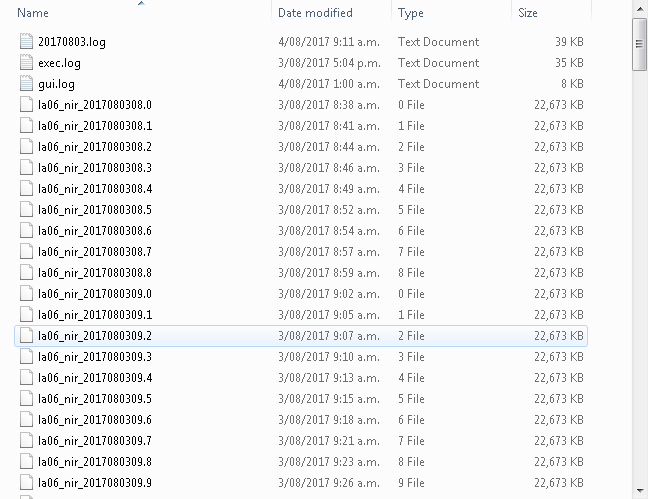 Name Date modified Type Size
20170803.log 4/08/2017 9:11 a.m. Text Document 39 KB
exec.log 3/08/2017 5:04 p.m. Text Document 35 KB
gui.log 4/08/2017 1:00 a.m. Text Document 8 KB
la06_nir_2017080308.0 3/08/2017 8:38 a.m. 0 File 22,673 KB
la06_nir_2017080308.1 3/08/2017 8:41 a.m. 1 File 22,673 KB
la06_nir_2017080308.2 3/08/2017 8:44 a.m. 2 File 22,673 KB
la06_nir_2017080308.3 3/08/2017 8:46 a.m. 3 File 22,673 KB
la06_nir_2017080308.4 3/08/2017 8:49 a.m. 4 File 22,673 KB
la06_nir_2017080308.5 3/08/2017 8:52 a.m. 5 File 22,673 KB
la06_nir_2017080308.6 3/08/2017 8:54 a.m. 6 File 22,673 KB
la06_nir_2017080308.7 3/08/2017 8:57 a.m. 7 File 22,673 KB
la06_nir_2017080308.8 3/08/2017 8:59 a.m. 8 File 22,673 KB
la06_nir_2017080309.0 3/08/2017 9:02 a.m. 0 File 22,673 KB
la06_nir_2017080309.1 3/08/2017 9:05 a.m. 1 File 22,673 KB
la06_nir_2017080309.2 3/08/2017 9:07 a.m. 2 File 22,673 KB
la06_nir_2017080309.3 3/08/2017 9:10 a.m. 3 File 22,673 KB
la06_nir_2017080309.4 3/08/2017 9:13 a.m. 4 File 22,673 KB
la06_nir_2017080309.5 3/08/2017 9:15 a.m. 5 File 22,673 KB
la06_nir_2017080309.6 3/08/2017 9:18 a.m. 6 File 22,673 KB
la06_nir_2017080309.7 3/08/2017 9:21 a.m. 7 File 22,673 KB
la06_nir_2017080309.8 3/08/2017 9:23 a.m. 8 File 22,673 KB
la06_nir_2017080309.9 3/08/2017 9:26 a.m. 9 File 22,673 KB